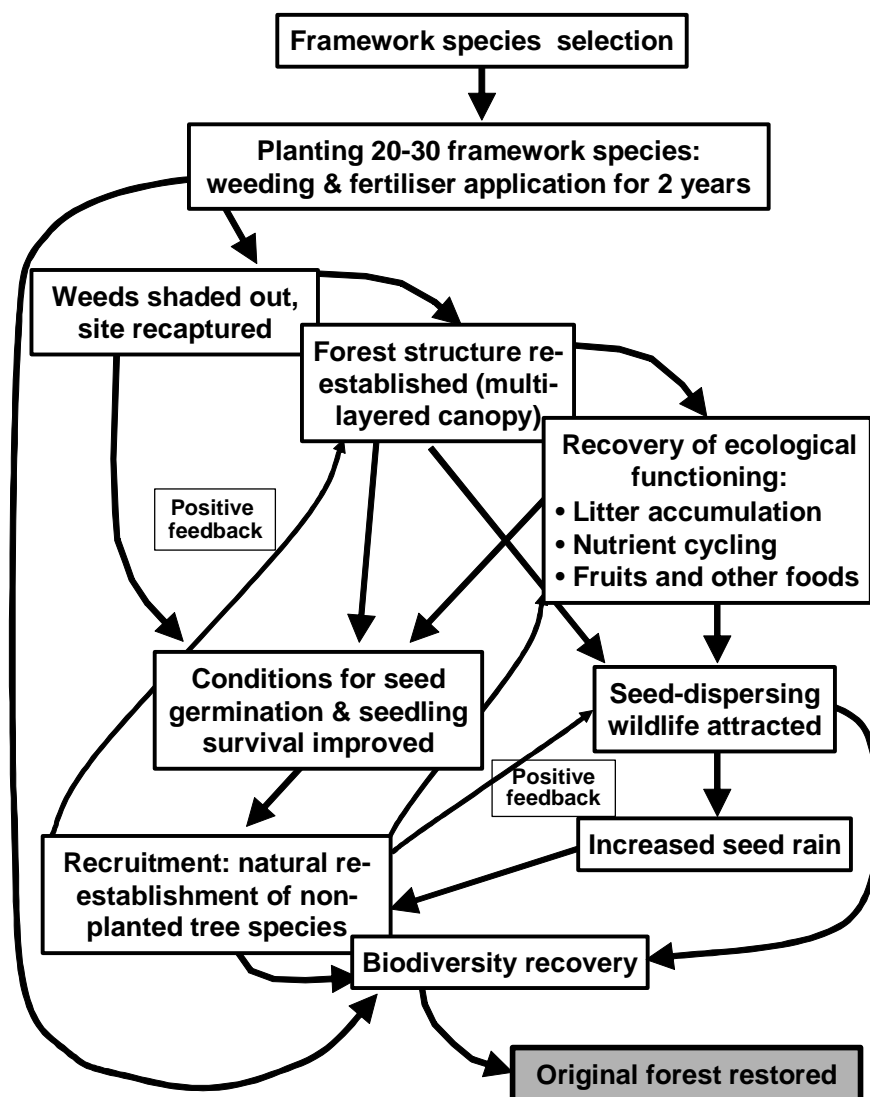 Framework species selection
Planting 20-30 framework species:
weeding & fertiliser application for 2 years
Weeds shaded out,
site recaptured
Forest structure re-
established (multi-
layered canopy)
Recovery of ecological
functioning:
• Litter accumulation
• Nutrient cycling
• Fruits and other foods
Positive
feedback
Conditions for seed
germination & seedling
survival improved
Seed-dispersing
wildlife attracted
Positive
feedback
Increased seed rain
Recruitment: natural re-
establishment of non-
planted tree species
Biodiversity recovery
Original forest restored